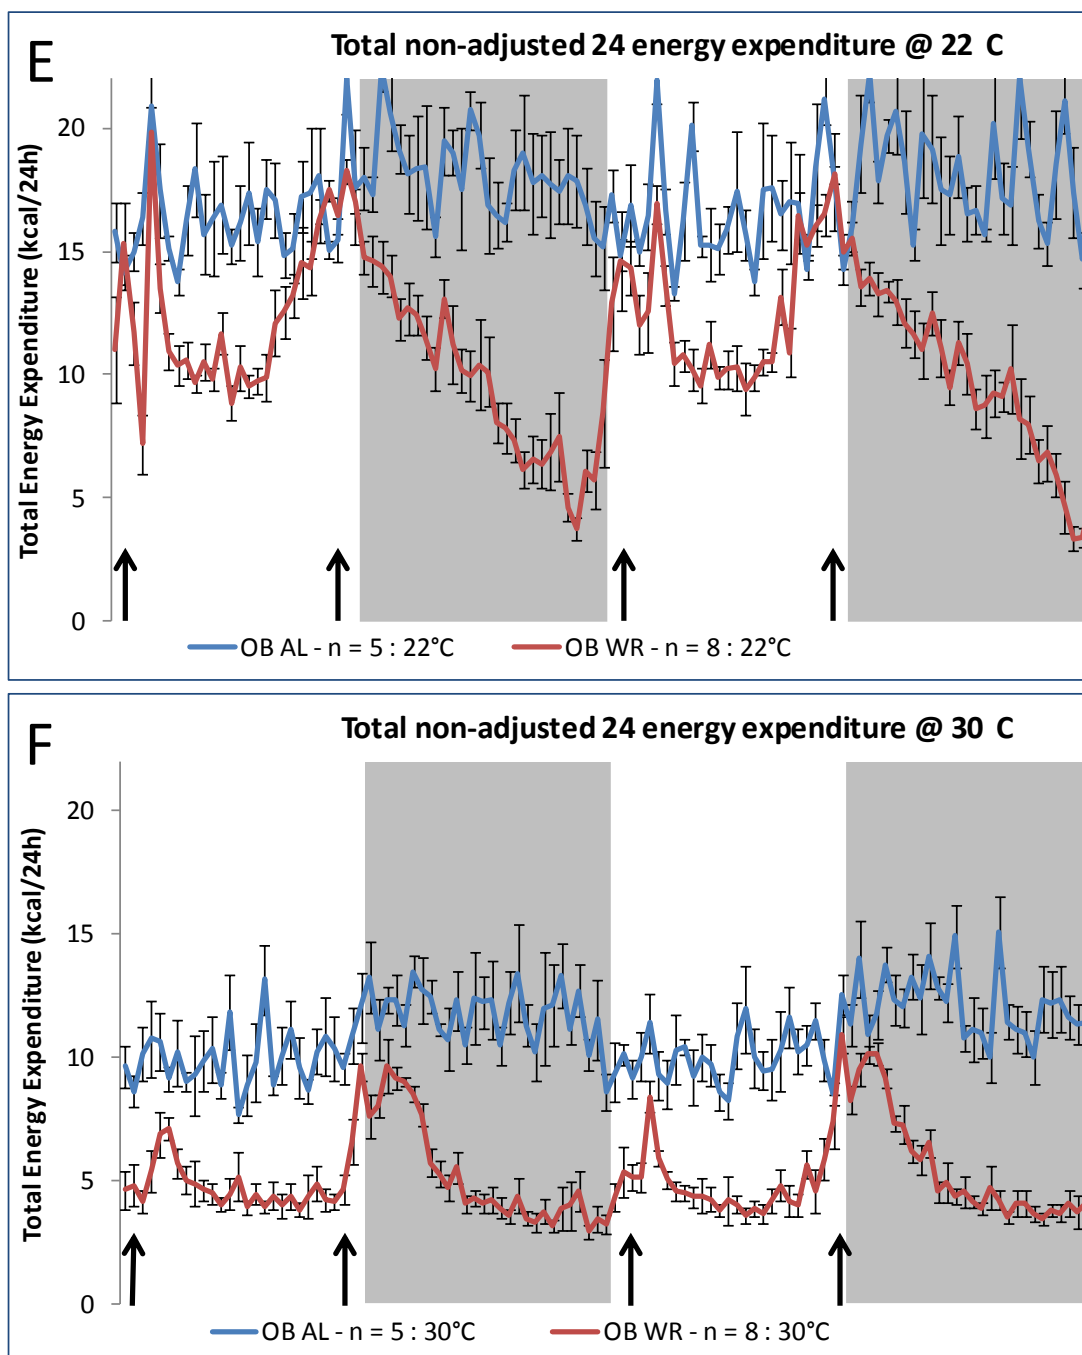 E
Total non-adjusted 24 energy expenditure @ 22 C
Total Energy Expenditure (kcal/24h)
20
15
10
5
0
OB AL - n = 5 : 22°C
OB WR - n = 8 : 22°C
F
Total non-adjusted 24 energy expenditure @ 30 C
Total Energy Expenditure (kcal/24h)
20
15
10
5
0
OB AL - n = 5 : 30°C
OB WR - n = 8 : 30°C